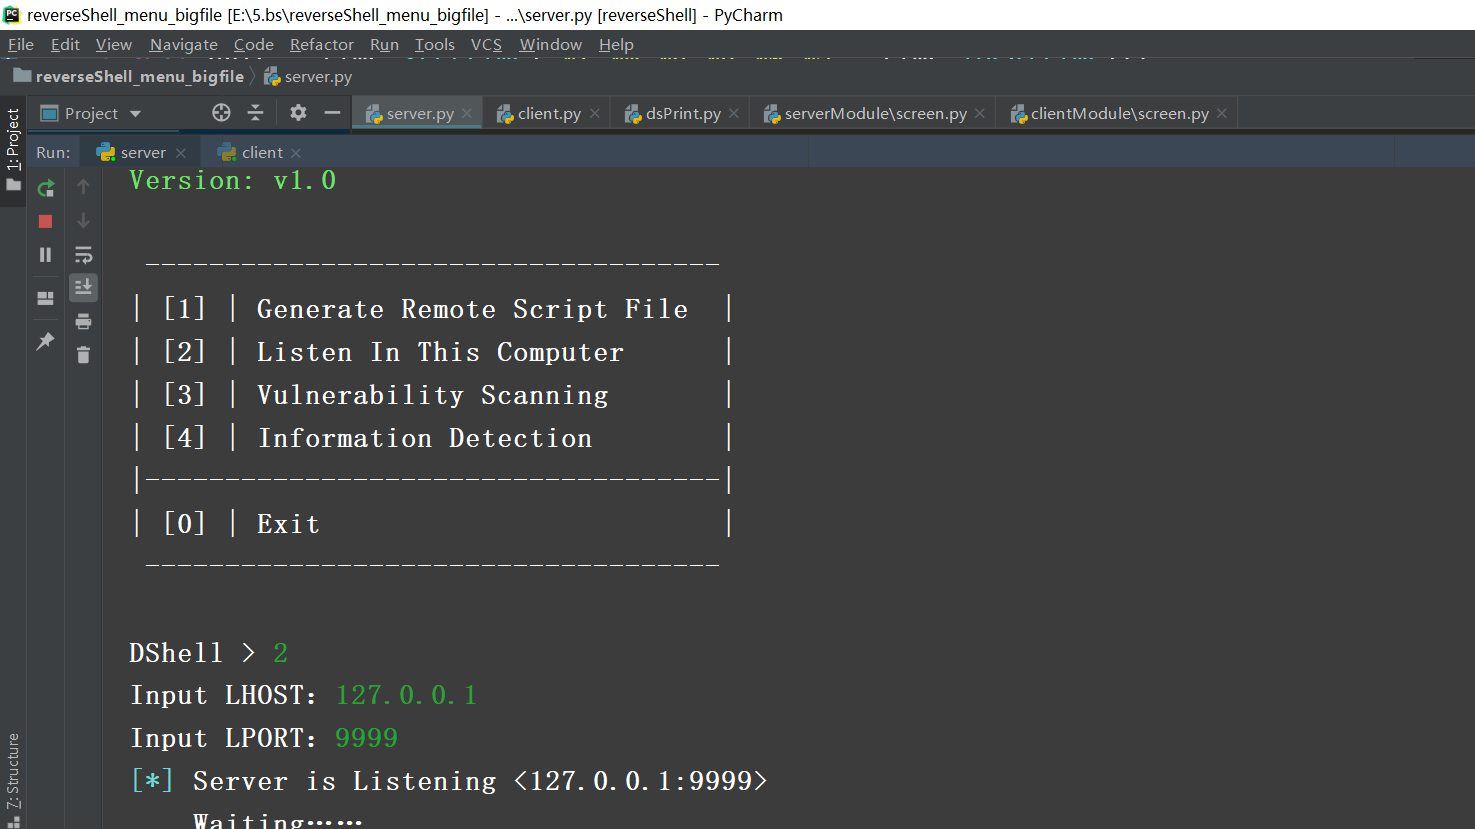 reverseShell_menu_bigfile [E:\5.bs\reverseShell_menu_bigfile] - ...\server.py [reverseShell] - PyCharm
File Edit View Navigate Code Refactor Run Tools VCS Window Help
reverseShell_menu_bigfile server.py
Project server.py client.py dsPrint.py serverModule\screen.py clientModule\screen.py
1: Project
Run: server client
Version: v1.0
------------------------------------
| [1] | Generate Remote Script File |
| [2] | Listen In This Computer |
| [3] | Vulnerability Scanning |
| [4] | Information Detection |
|------------------------------------|
| [0] | Exit |
------------------------------------
DShell > 2
Input LHOST: 127.0.0.1
Input LPORT: 9999
[*] Server is Listening <127.0.0.1:9999>
Waiting……
7: Structure